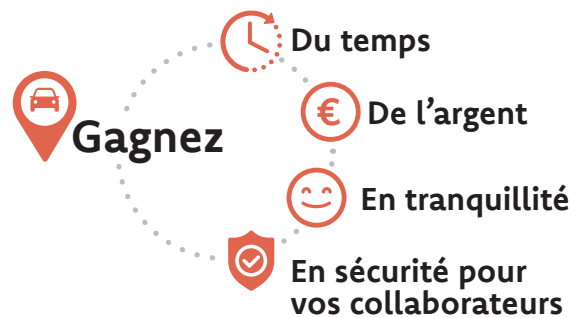 Du temps
€ De l’argent
Gagnez
En tranquillité
En sécurité pour
vos collaborateurs